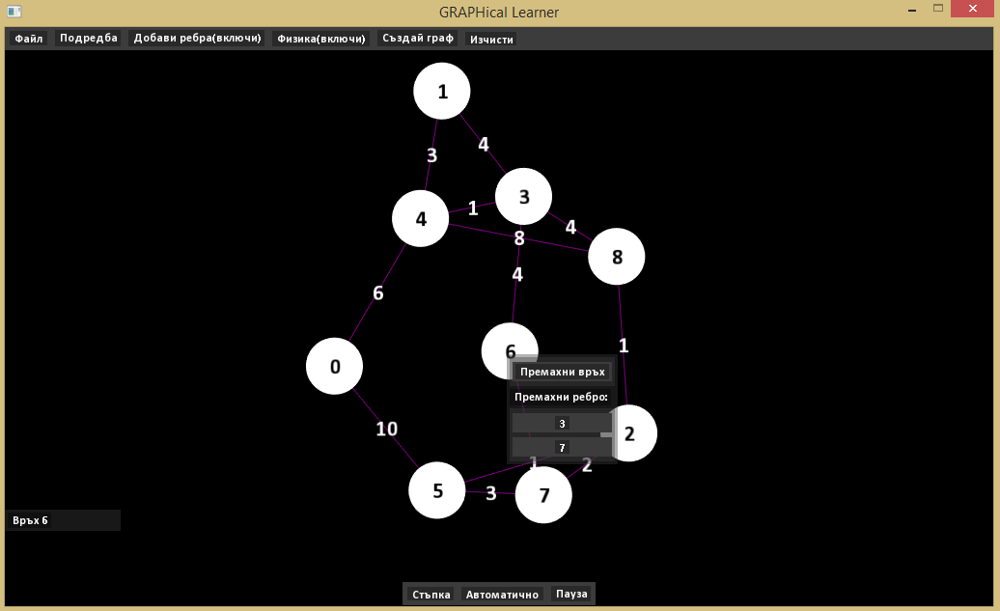 GRAPHical Learner
Файл Подредба Добави ребра(включи) Физика(включи) Създай граф Изчисти
1
3 4
3
4 1 4
8
8
4
6
1
6
0
Премахни връх
Премахни ребро:
3
10 2
7
1 2
5 3 7
Връх 6
Стъпка Автоматично Пауза